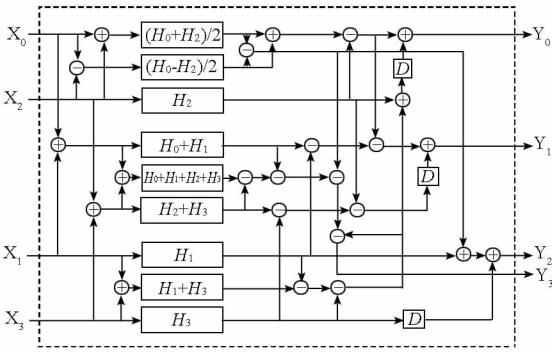 X₀ (H₀+H₂)/2 Y₀
(H₀-H₂)/2
D
X₂ H₂
H₀+H₁ Y₁
H₀+H₁+H₂+H₃ D
H₂+H₃
X₁ H₁ Y₂
Y₃
H₁+H₃
X₃ H₃ D